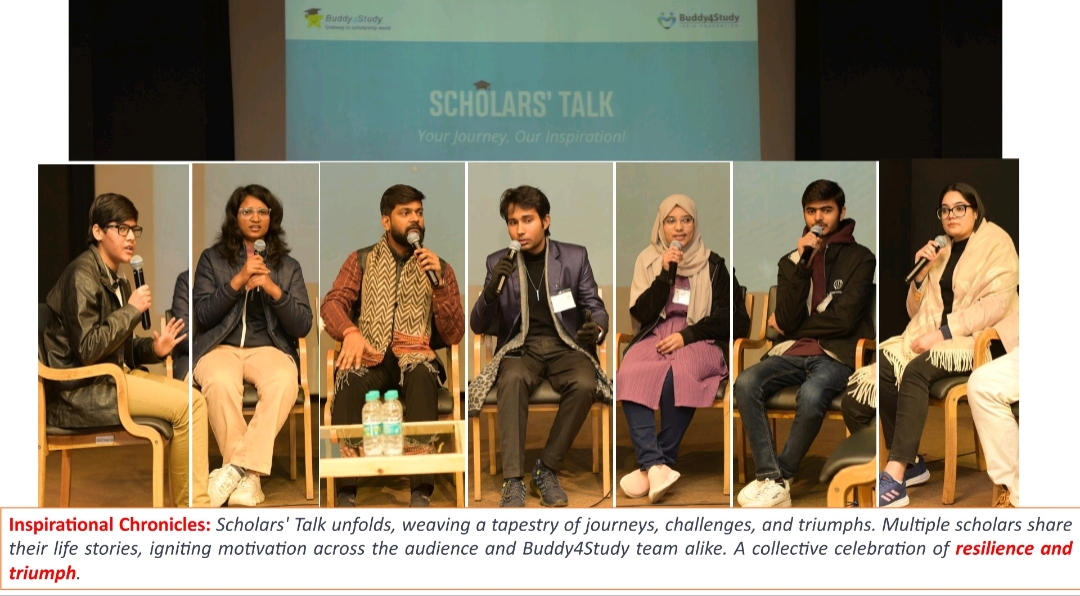 Buddy4Study
Gateway to scholarship world
Buddy4Study
INDIA FOUNDATION
SCHOLARS' TALK
Your Journey, Our Inspiration!
Inspirational Chronicles: Scholars' Talk unfolds, weaving a tapestry of journeys, challenges, and triumphs. Multiple scholars share
their life stories, igniting motivation across the audience and Buddy4Study team alike. A collective celebration of resilience and
triumph.